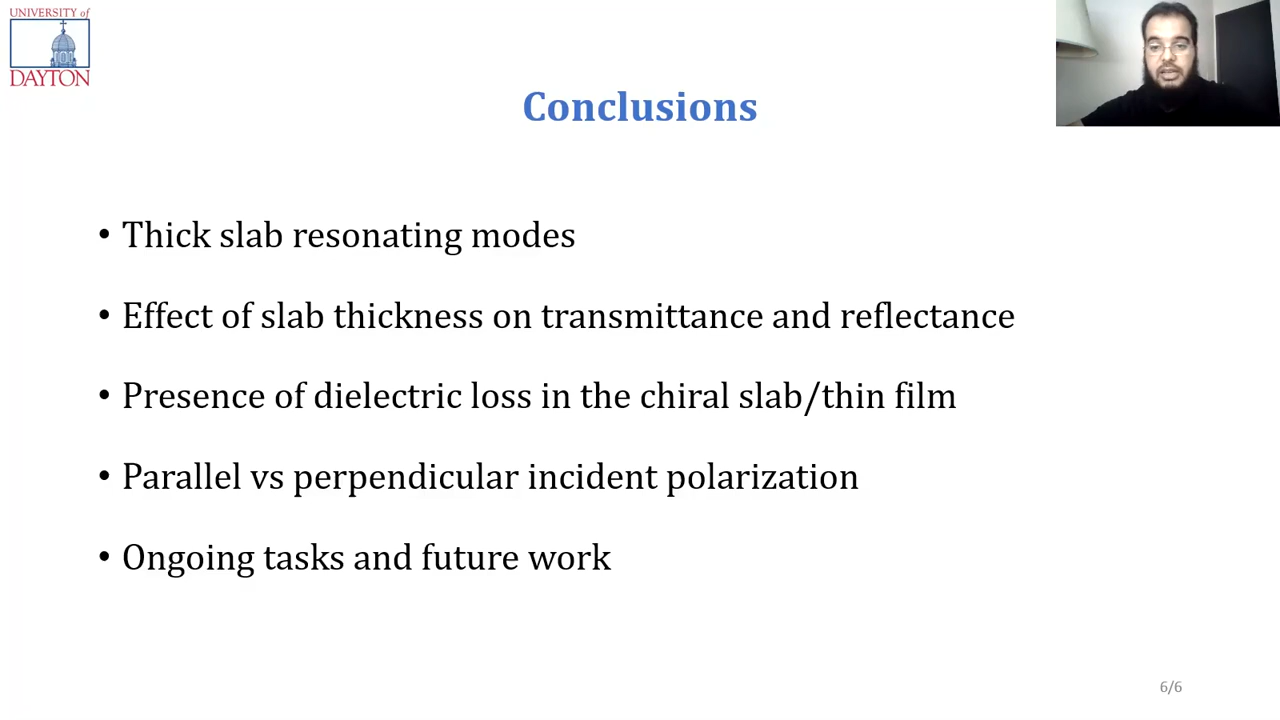 UNIVERSITY of
DAYTON
Conclusions
• Thick slab resonating modes
• Effect of slab thickness on transmittance and reflectance
• Presence of dielectric loss in the chiral slab/thin film
• Parallel vs perpendicular incident polarization
• Ongoing tasks and future work
6/6